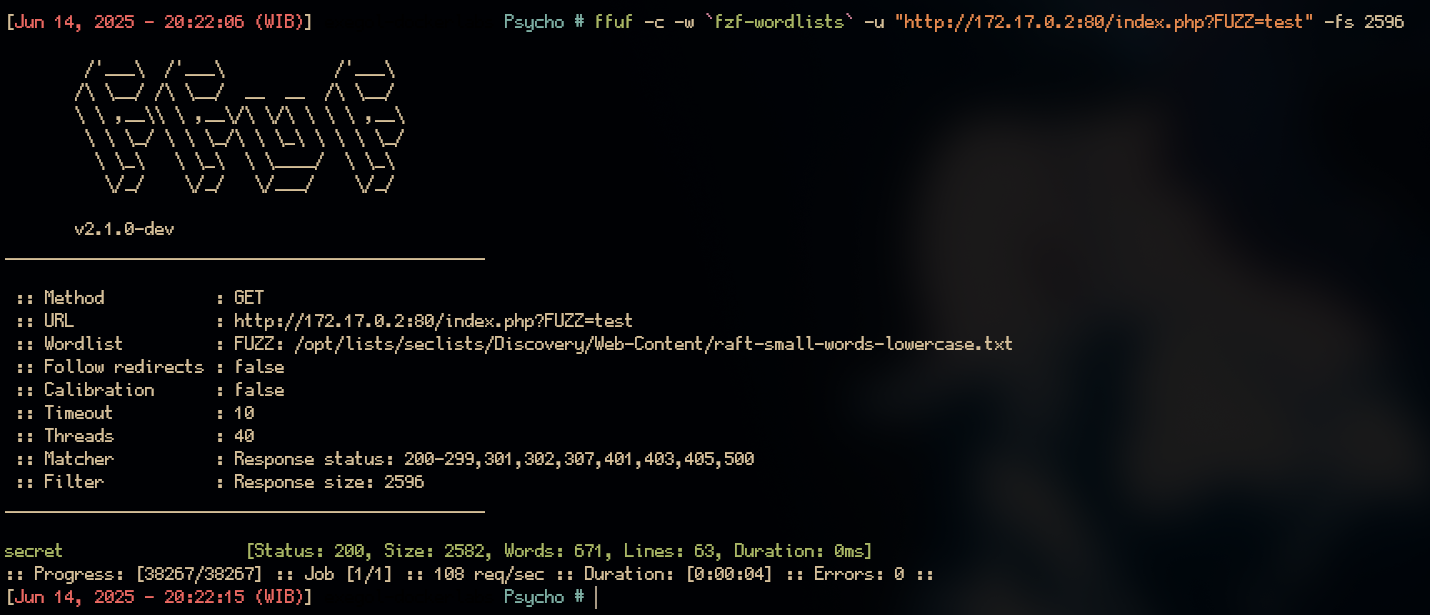 [Jun 14, 2025 - 20:22:06 (WIB)] Psycho # ffuf -c -w `fzf-wordlists` -u "http://172.17.0.2:80/index.php?FUZZ=test" -fs 2596
v2.1.0-dev
:: Method : GET
:: URL : http://172.17.0.2:80/index.php?FUZZ=test
:: Wordlist : FUZZ: /opt/lists/seclists/Discovery/Web-Content/raft-small-words-lowercase.txt
:: Follow redirects : false
:: Calibration : false
:: Timeout : 10
:: Threads : 40
:: Matcher : Response status: 200-299,301,302,307,401,403,405,500
:: Filter : Response size: 2596
secret [Status: 200, Size: 2582, Words: 671, Lines: 63, Duration: 0ms]
:: Progress: [38267/38267] :: Job [1/1] :: 108 req/sec :: Duration: [0:00:04] :: Errors: 0 ::
[Jun 14, 2025 - 20:22:15 (WIB)] Psycho #